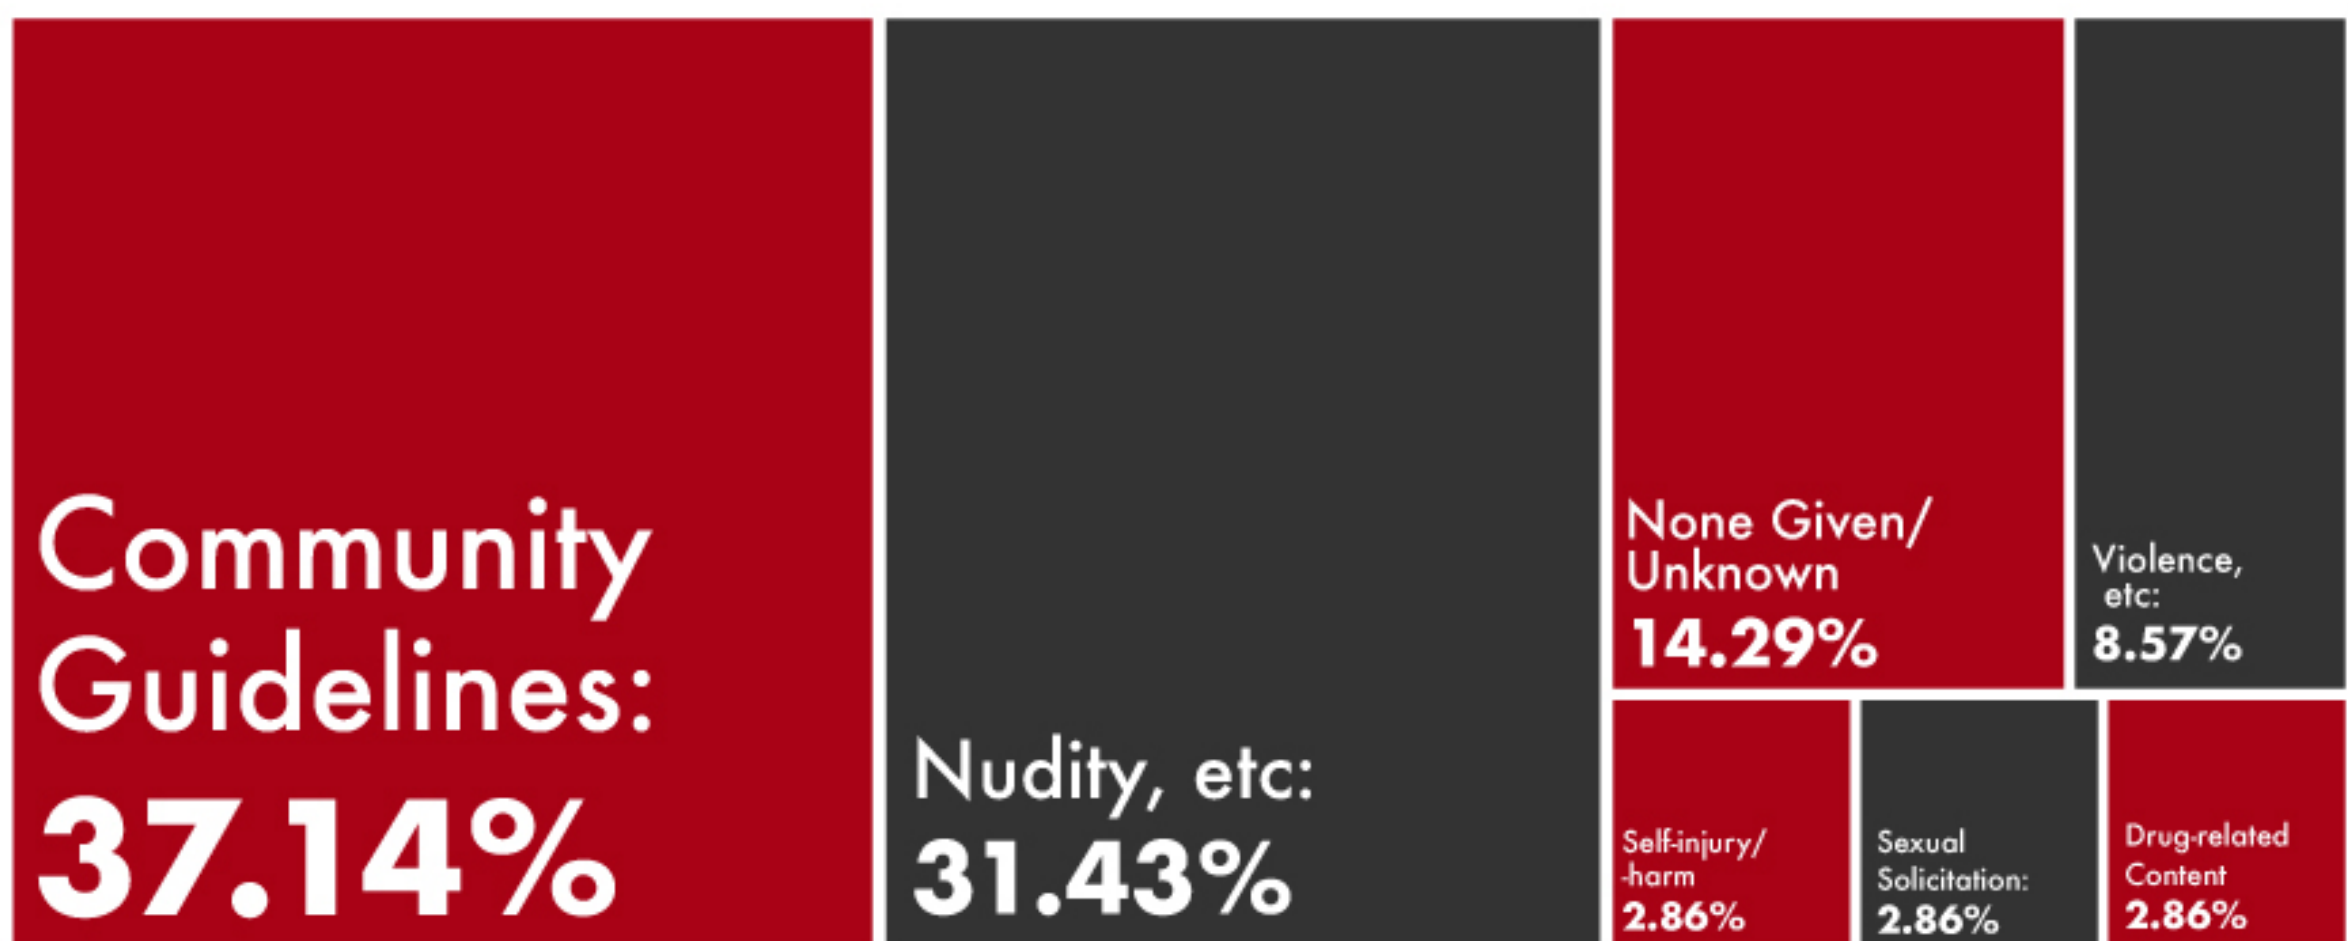 Community
Guidelines:
37.14%
Nudity, etc:
31.43%
None Given/
Unknown
14.29%
Violence,
etc:
8.57%
Self-injury/
-harm
2.86%
Sexual
Solicitation:
2.86%
Drug-related
Content
2.86%